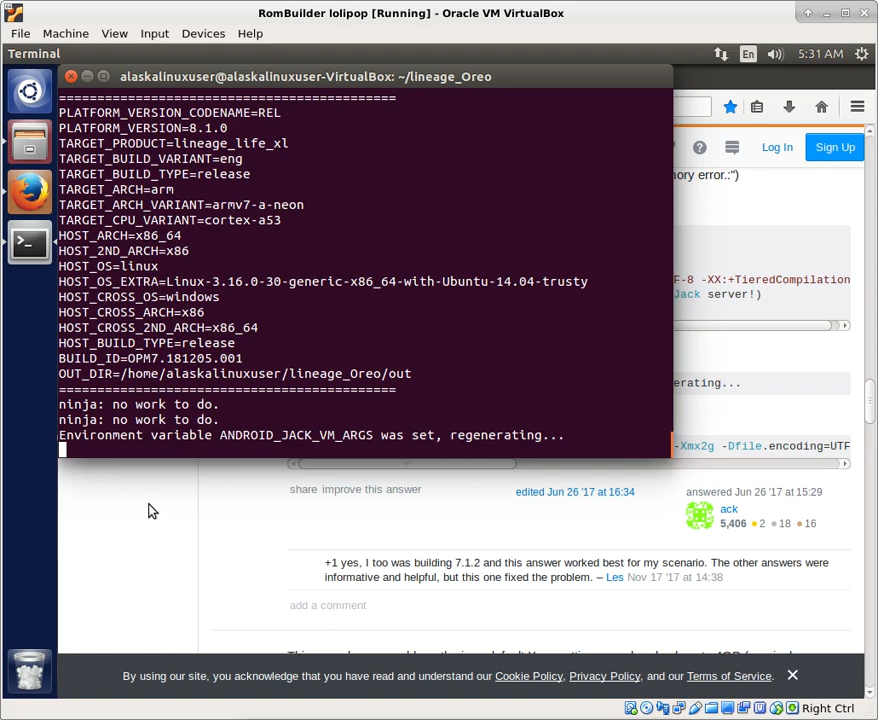 RomBuilder lolipop [Running] - Oracle VM VirtualBox
File Machine View Input Devices Help
Terminal
En
5:31 AM
alaskalinuxuser@alaskalinuxuser-VirtualBox: ~/lineage_Oreo
============================================
PLATFORM_VERSION_CODENAME=REL
PLATFORM_VERSION=8.1.0
TARGET_PRODUCT=lineage_life_xl
TARGET_BUILD_VARIANT=eng
TARGET_BUILD_TYPE=release
TARGET_ARCH=arm
TARGET_ARCH_VARIANT=armv7-a-neon
TARGET_CPU_VARIANT=cortex-a53
HOST_ARCH=x86_64
HOST_2ND_ARCH=x86
HOST_OS=linux
HOST_OS_EXTRA=Linux-3.16.0-30-generic-x86_64-with-Ubuntu-14.04-trusty
HOST_CROSS_OS=windows
HOST_CROSS_ARCH=x86
HOST_CROSS_2ND_ARCH=x86_64
HOST_BUILD_TYPE=release
BUILD_ID=OPM7.181205.001
OUT_DIR=/home/alaskalinuxuser/lineage_Oreo/out
============================================
ninja: no work to do.
ninja: no work to do.
Environment variable ANDROID_JACK_VM_ARGS was set, regenerating...
Log In
Sign Up
nory error.:")
F-8 -XX:+TieredCompilation
Jack server!)
erating...
-Xmx2g -Dfile.encoding=UTF
share improve this answer
edited Jun 26 '17 at 16:34
answered Jun 26 '17 at 15:29
ack
5,406 2 18 16
+1 yes, I too was building 7.1.2 and this answer worked best for my scenario. The other answers were
informative and helpful, but this one fixed the problem. – Les Nov 17 '17 at 14:38
add a comment
By using our site, you acknowledge that you have read and understand our Cookie Policy, Privacy Policy, and our Terms of Service.
Right Ctrl